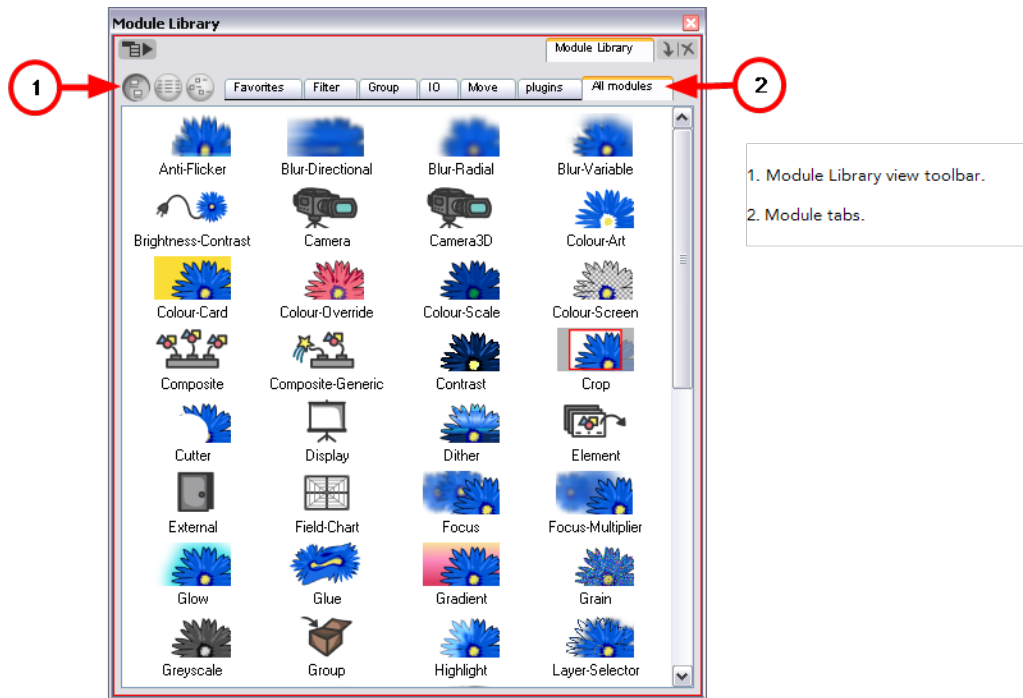 Module Library
Module Library
1
Favorites Filter Group IO Move plugins All modules
2
Anti-Flicker Blur-Directional Blur-Radial Blur-Variable
1. Module Library view toolbar.
2. Module tabs.
Brightness-Contrast Camera Camera3D Colour-Art
Colour-Card Colour-Override Colour-Scale Colour-Screen
Composite Composite-Generic Contrast Crop
Cutter Display Dither Element
External Field-Chart Focus Focus-Multiplier
Glow Glue Gradient Grain
Greyscale Group Highlight Layer-Selector